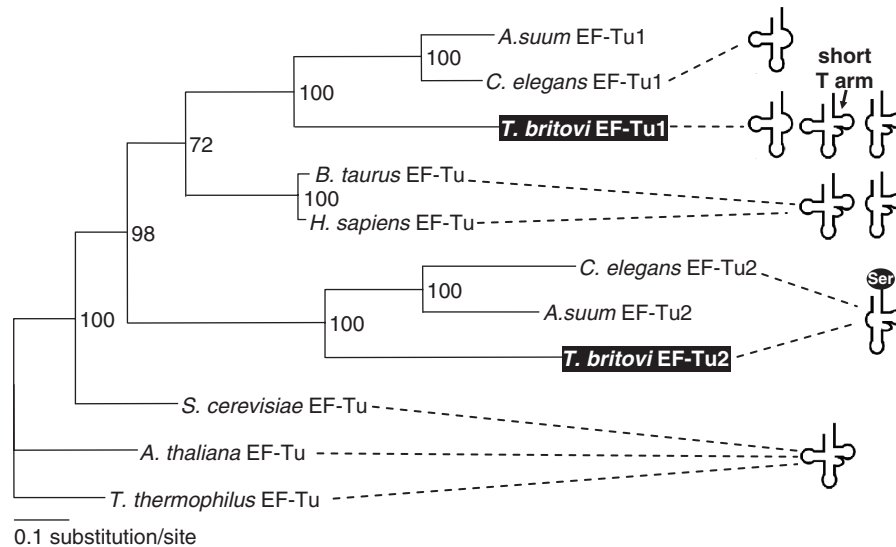 A.suum EF-Tu1
short
T arm
100
C. elegans EF-Tu1
100
T. britovi EF-Tu1
72
B. taurus EF-Tu
100
H. sapiens EF-Tu
98
C. elegans EF-Tu2
Ser
100
A.suum EF-Tu2
100
100
T. britovi EF-Tu2
S. cerevisiae EF-Tu
A. thaliana EF-Tu
T. thermophilus EF-Tu
0.1 substitution/site